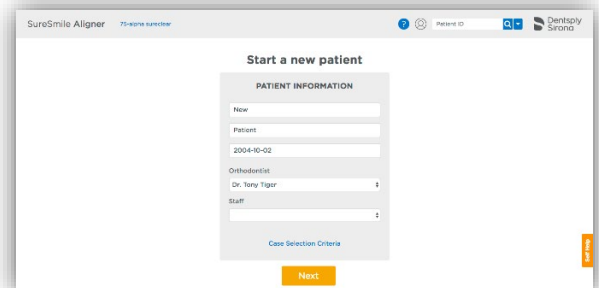 SureSmile Aligner 75-alpha sureclear ? Patient ID Dentsply
Sirona
Start a new patient
PATIENT INFORMATION
New
Patient
2004-10-02
Orthodontist
Dr. Tony Tiger
Staff
Case Selection Criteria
Self Help
Next